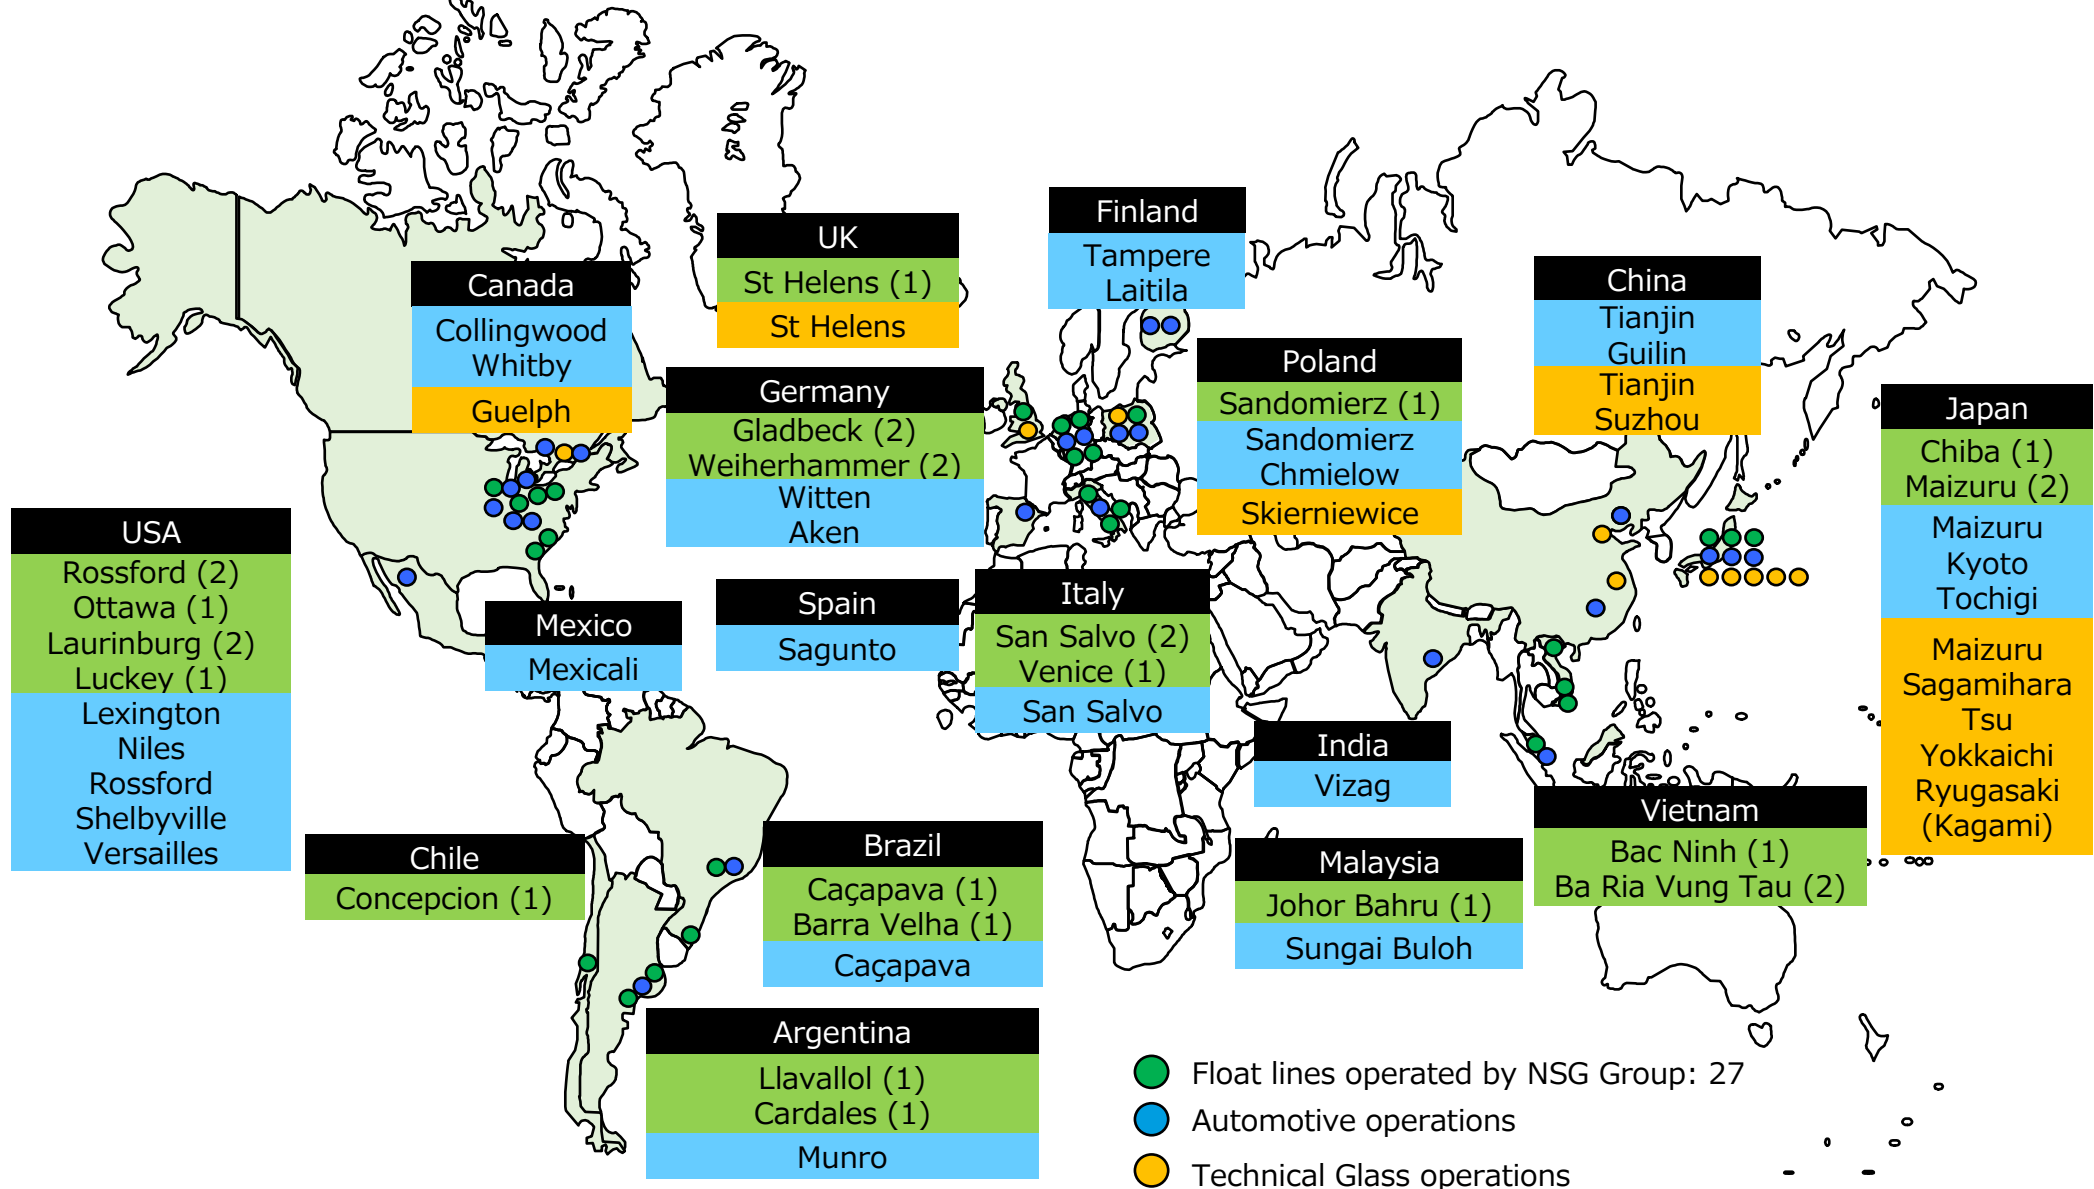 Finland
Tampere
Laitila
UK
St Helens (1)
St Helens
Canada
Collingwood
Whitby
Guelph
China
Tianjin
Guilin
Tianjin
Suzhou
Poland
Sandomierz (1)
Sandomierz
Chmielow
Skierniewice
Germany
Gladbeck (2)
Weiherhammer (2)
Witten
Aken
Japan
Chiba (1)
Maizuru (2)
Maizuru
Kyoto
Tochigi
Maizuru
Sagamihara
Tsu
Yokkaichi
Ryugasaki
(Kagami)
USA
Rossford (2)
Ottawa (1)
Laurinburg (2)
Luckey (1)
Lexington
Niles
Rossford
Shelbyville
Versailles
Mexico
Mexicali
Spain
Sagunto
Italy
San Salvo (2)
Venice (1)
San Salvo
India
Vizag
Vietnam
Bac Ninh (1)
Ba Ria Vung Tau (2)
Chile
Concepcion (1)
Brazil
Caçapava (1)
Barra Velha (1)
Caçapava
Malaysia
Johor Bahru (1)
Sungai Buloh
Argentina
Llavallol (1)
Cardales (1)
Munro
Float lines operated by NSG Group: 27
Automotive operations
Technical Glass operations